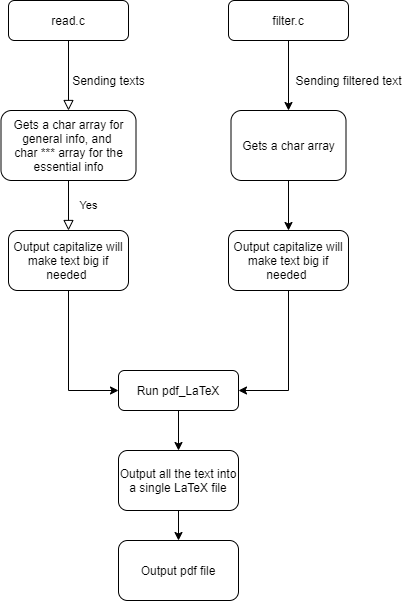 read.c
filter.c
Sending texts
Sending filtered text
Gets a char array for
general info, and
char *** array for the
essential info
Gets a char array
Yes
Output capitalize will
make text big if
needed
Output capitalize will
make text big if
needed
Run pdf_LaTeX
Output all the text into
a single LaTeX file
Output pdf file